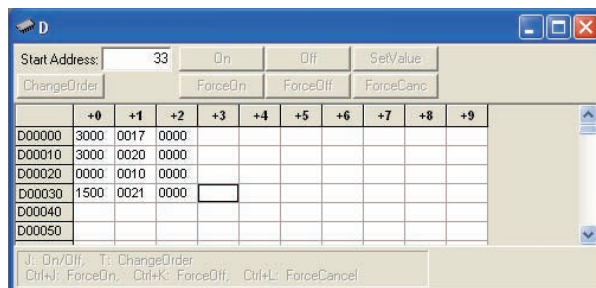 D
Start Address: 33 On Off SetValue
ChangeOrder ForceOn ForceOff ForceCanc
+0 +1 +2 +3 +4 +5 +6 +7 +8 +9
D00000 3000 0017 0000
D00010 3000 0020 0000
D00020 0000 0010 0000
D00030 1500 0021 0000
D00040
D00050
J: On/Off, T: ChangeOrder
Ctrl+J: ForceOn, Ctrl+K: ForceOff, Ctrl+L: ForceCancel